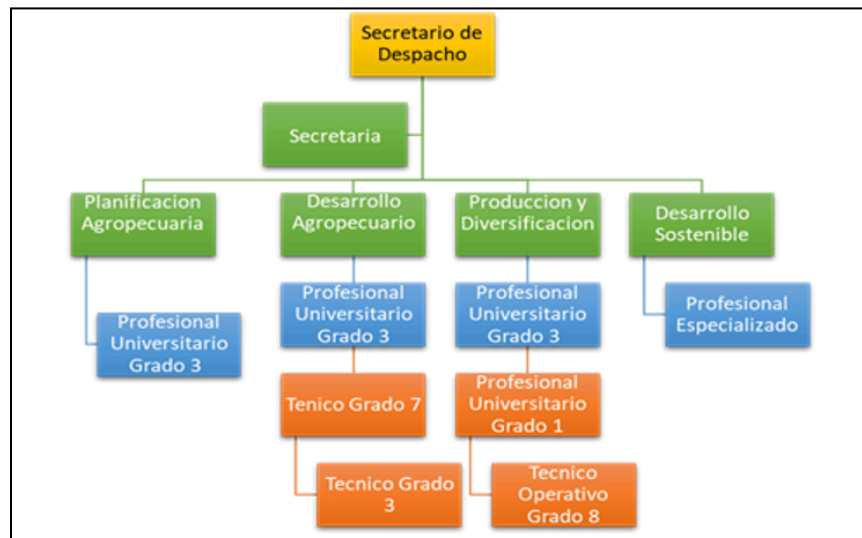 Secretario de
Despacho
Secretaria
Planificacion
Agropecuaria
Desarrollo
Agropecuario
Produccion y
Diversificacion
Desarrollo
Sostenible
Profesional
Universitario
Grado 3
Profesional
Universitario
Grado 3
Profesional
Universitario
Grado 3
Profesional
Especializado
Tenico Grado 7
Profesional
Universitario
Grado 1
Tecnico Grado
3
Tecnico
Operativo
Grado 8